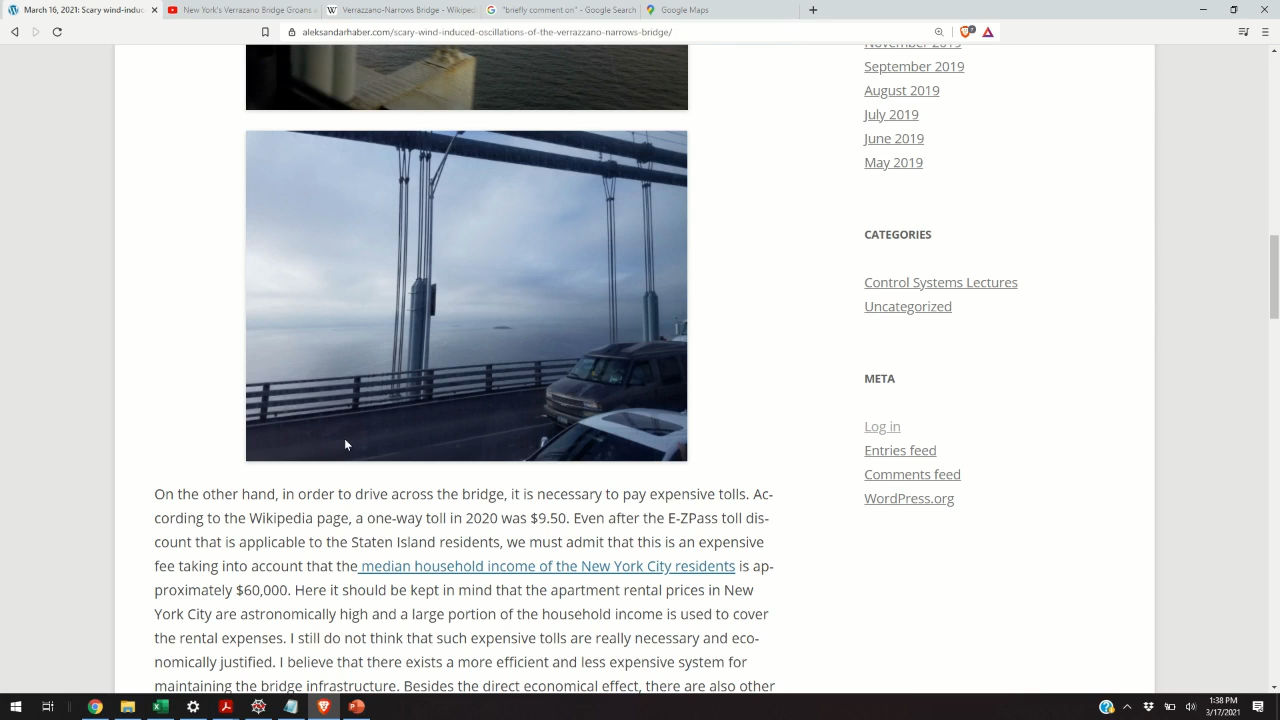 March 16, 2021: Scary wind-induc
New York's Verrazano Bridge Groans a
Verrazzano-Narrows Bridge - Wikiped
"briefly comment on" - Google Search
Google Maps
aleksandarhaber.com/scary-wind-induced-oscillations-of-the-verrazzano-narrows-bridge/
November 2019
September 2019
August 2019
July 2019
June 2019
May 2019
CATEGORIES
Control Systems Lectures
Uncategorized
META
Log in
Entries feed
Comments feed
WordPress.org
On the other hand, in order to drive across the bridge, it is necessary to pay expensive tolls. Ac-
cording to the Wikipedia page, a one-way toll in 2020 was $9.50. Even after the E-ZPass toll dis-
count that is applicable to the Staten Island residents, we must admit that this is an expensive
fee taking into account that the median household income of the New York City residents is ap-
proximately $60,000. Here it should be kept in mind that the apartment rental prices in New
York City are astronomically high and a large portion of the household income is used to cover
the rental expenses. I still do not think that such expensive tolls are really necessary and eco-
nomically justified. I believe that there exists a more efficient and less expensive system for
maintaining the bridge infrastructure. Besides the direct economical effect, there are also other
1:38 PM
3/17/2021